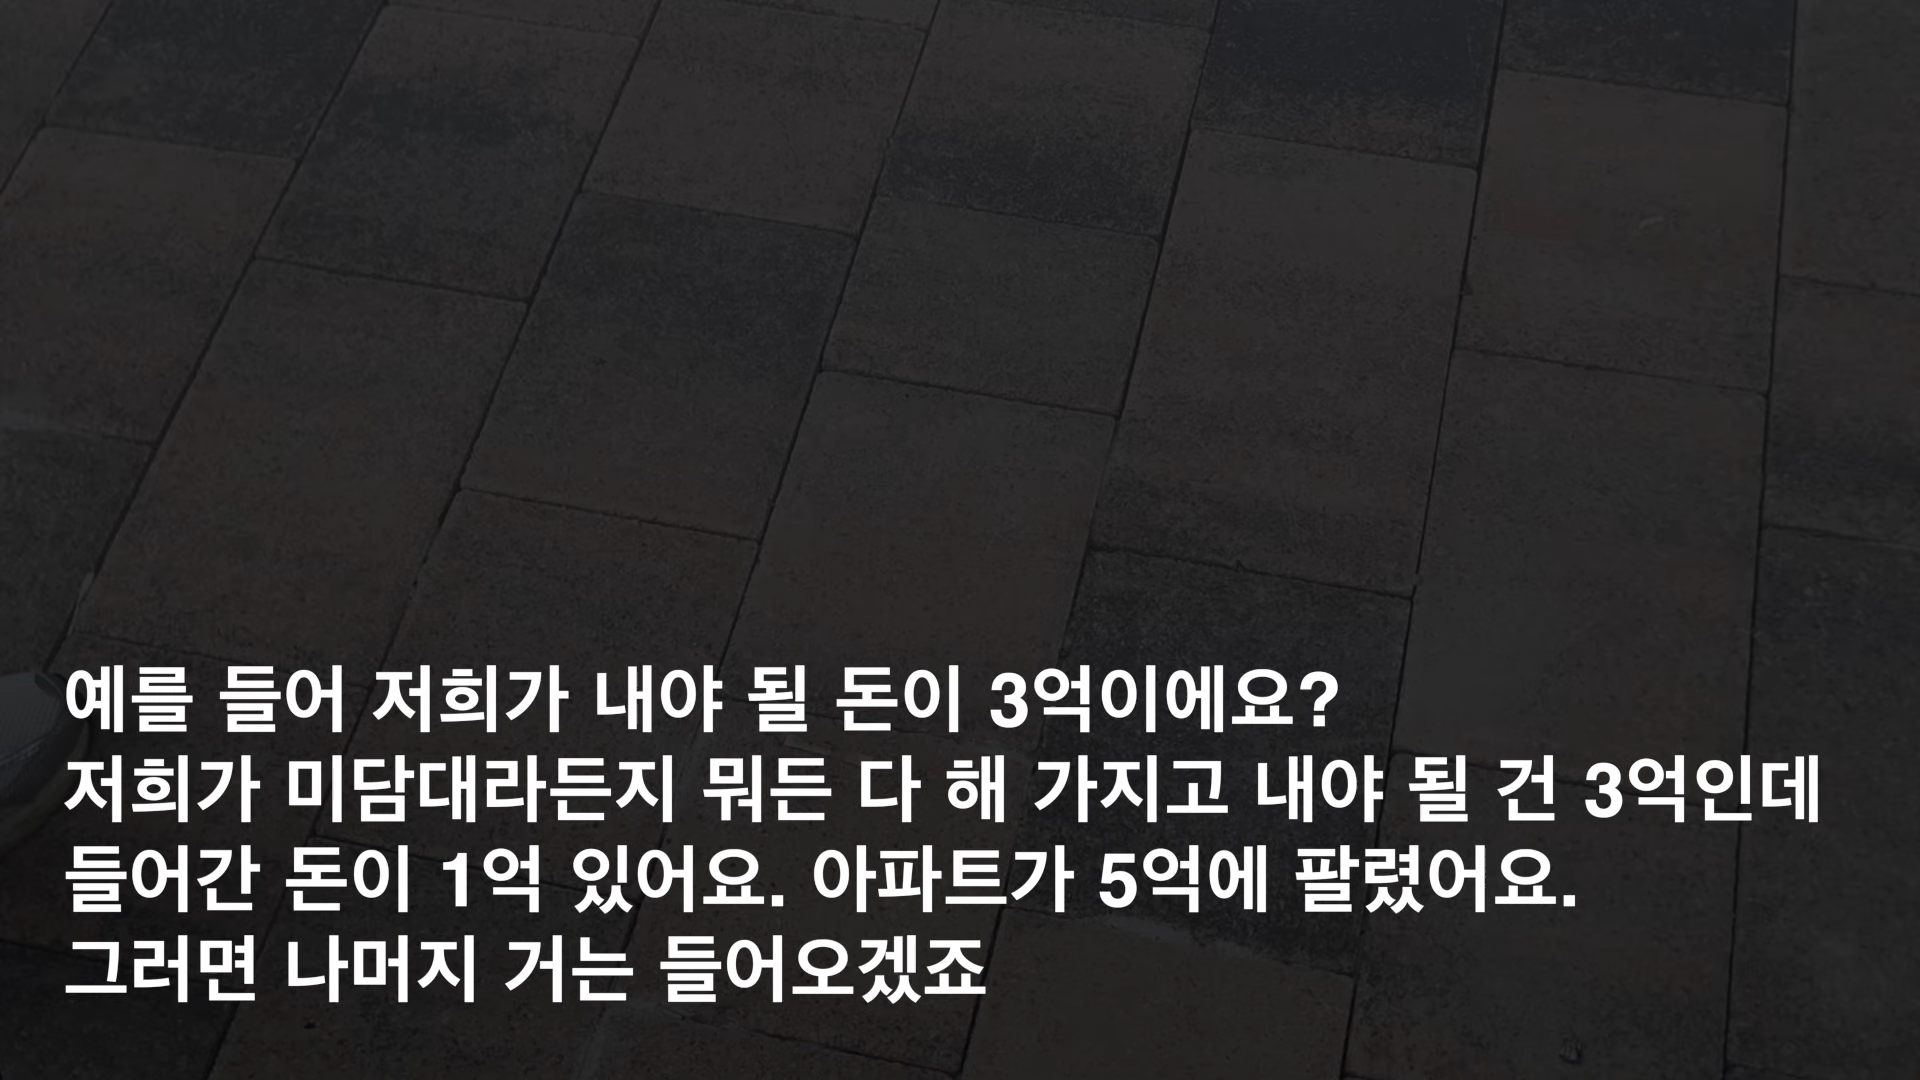 예를 들어 저희가 내야 될 돈이 3억이에요?
저희가 미담대라든지 뭐든 다 해 가지고 내야 될 건 3억인데
들어간 돈이 1억 있어요. 아파트가 5억에 팔렸어요.
그러면 나머지 거는 들어오겠죠